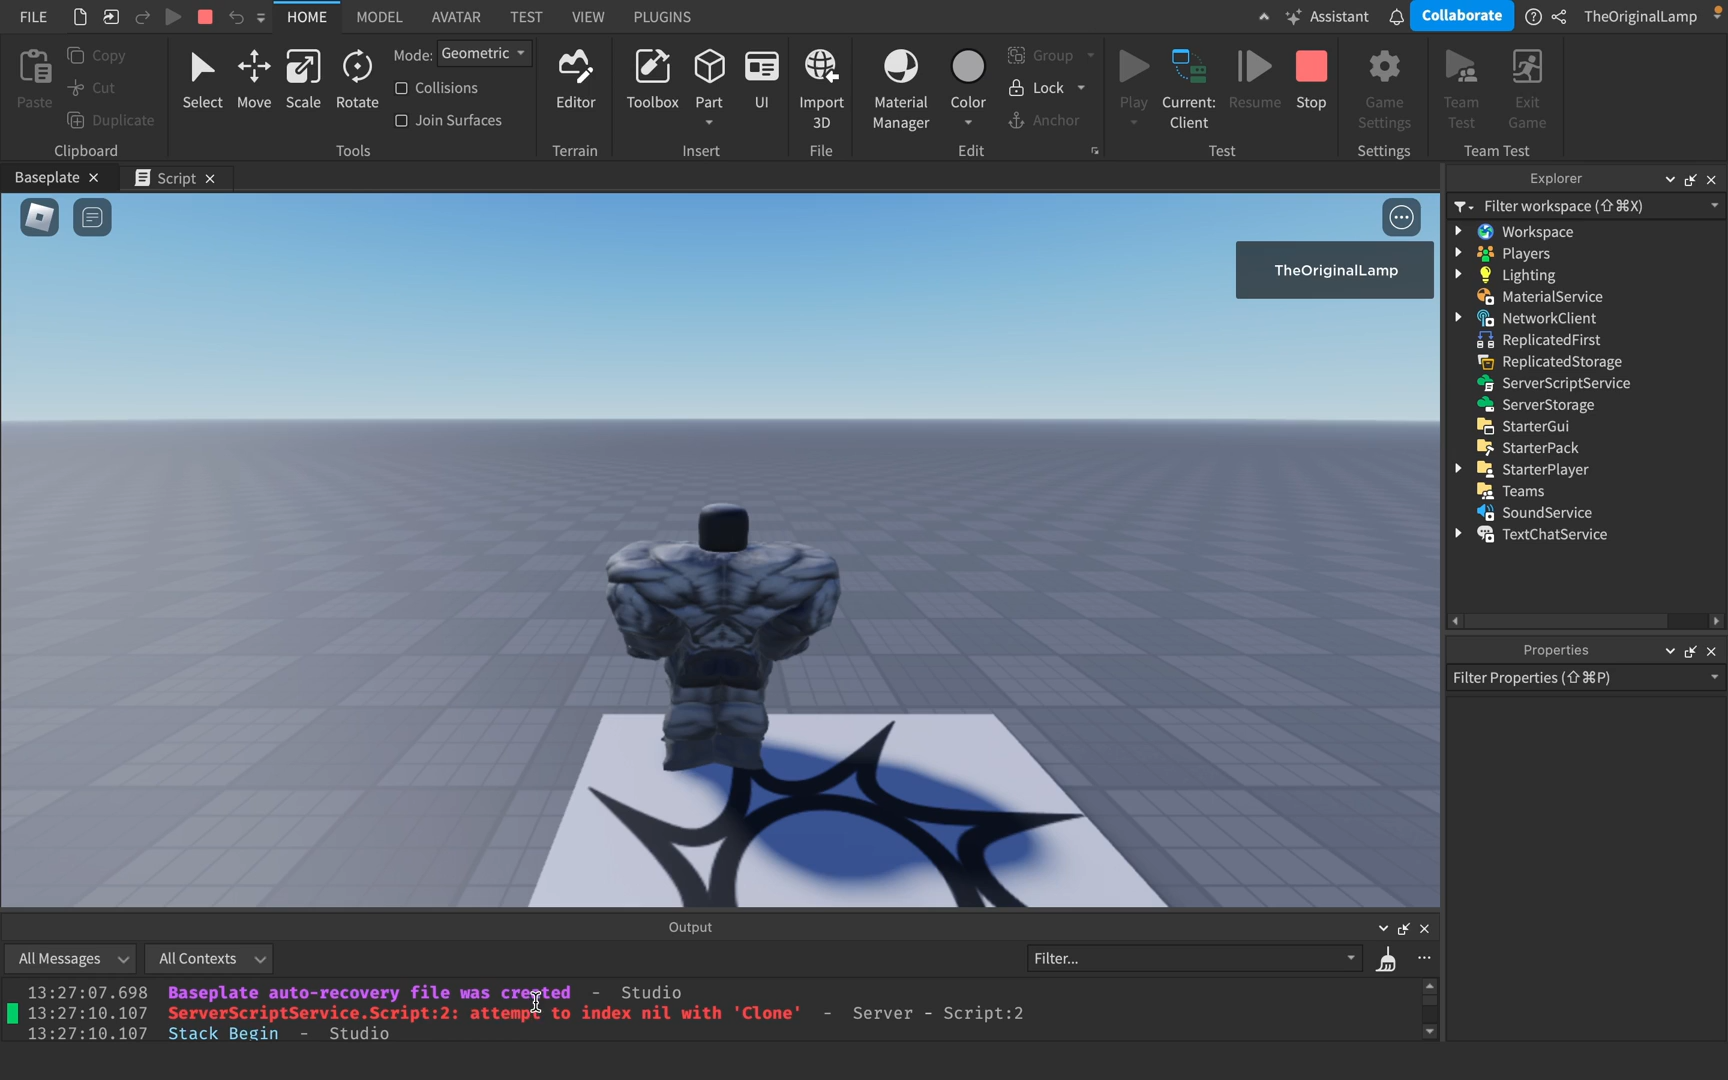 FILE HOME MODEL AVATAR TEST VIEW PLUGINS Assistant Collaborate TheOriginalLamp
Paste
Copy
Cut
Duplicate
Clipboard
Select Move Scale Rotate
Mode: Geometric
Collisions
Join Surfaces
Tools
Editor
Terrain
Toolbox Part UI
Insert
Import
3D
File
Material
Manager
Color
Group
Lock
Anchor
Edit
Play
Current:
Client
Resume
Stop
Test
Game
Settings
Settings
Team
Test
Exit
Game
Team Test
Baseplate
Script
TheOriginalLamp
Explorer
Filter workspace (⇧⌘X)
Workspace
Players
Lighting
MaterialService
NetworkClient
ReplicatedFirst
ReplicatedStorage
ServerScriptService
ServerStorage
StarterGui
StarterPack
StarterPlayer
Teams
SoundService
TextChatService
Properties
Filter Properties (⇧⌘P)
Output
All Messages All Contexts Filter...
13:27:07.698 Baseplate auto-recovery file was created - Studio
13:27:10.107 ServerScriptService.Script:2: attempt to index nil with 'Clone' - Server - Script:2
13:27:10.107 Stack Begin - Studio